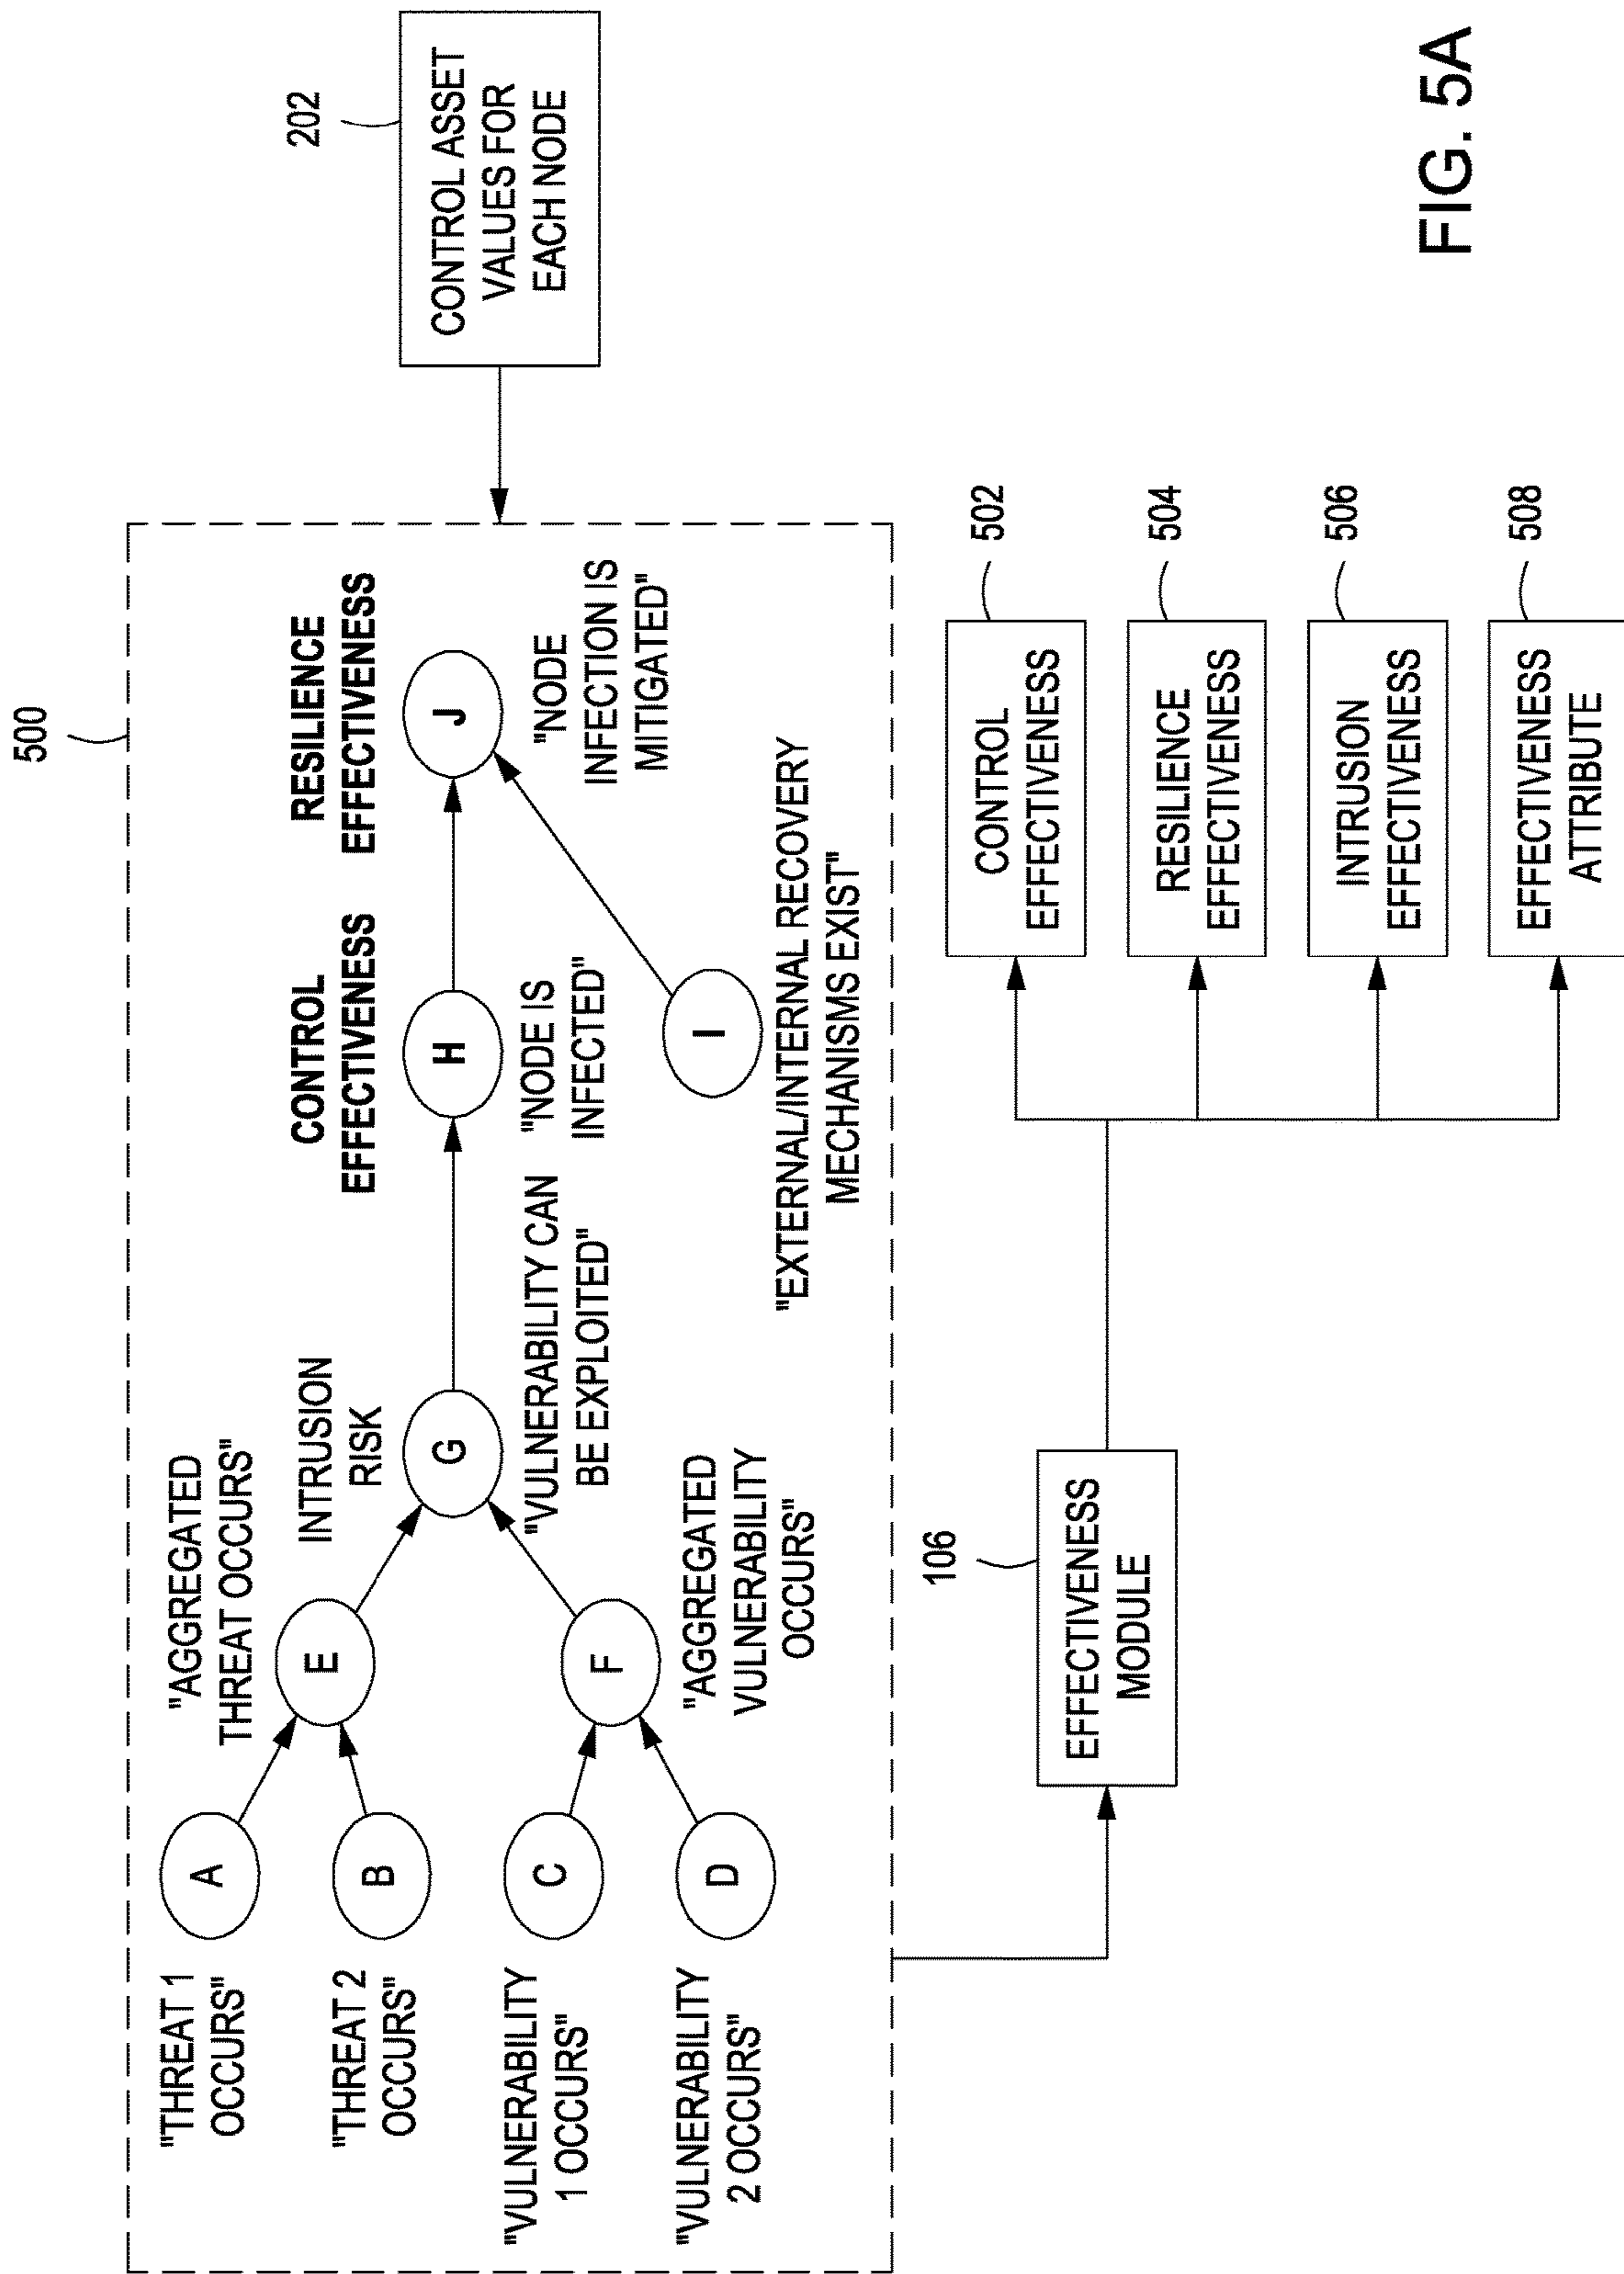 500
202
"THREAT 1
OCCURS"
A
"THREAT 2
OCCURS"
B
"VULNERABILITY
1 OCCURS"
C
"VULNERABILITY
2 OCCURS"
D
"AGGREGATED
THREAT OCCURS"
E
F
"AGGREGATED
VULNERABILITY
OCCURS"
INTRUSION
RISK
G
"VULNERABILITY CAN
BE EXPLOITED"
CONTROL
EFFECTIVENESS
H
"NODE IS
INFECTED"
I
"EXTERNAL/INTERNAL RECOVERY
MECHANISMS EXIST"
RESILIENCE
EFFECTIVENESS
J
"NODE
INFECTION IS
MITIGATED"
CONTROL ASSET
VALUES FOR
EACH NODE
106
EFFECTIVENESS
MODULE
CONTROL
EFFECTIVENESS
502
RESILIENCE
EFFECTIVENESS
504
INTRUSION
EFFECTIVENESS
506
EFFECTIVENESS
ATTRIBUTE
508
FIG. 5A